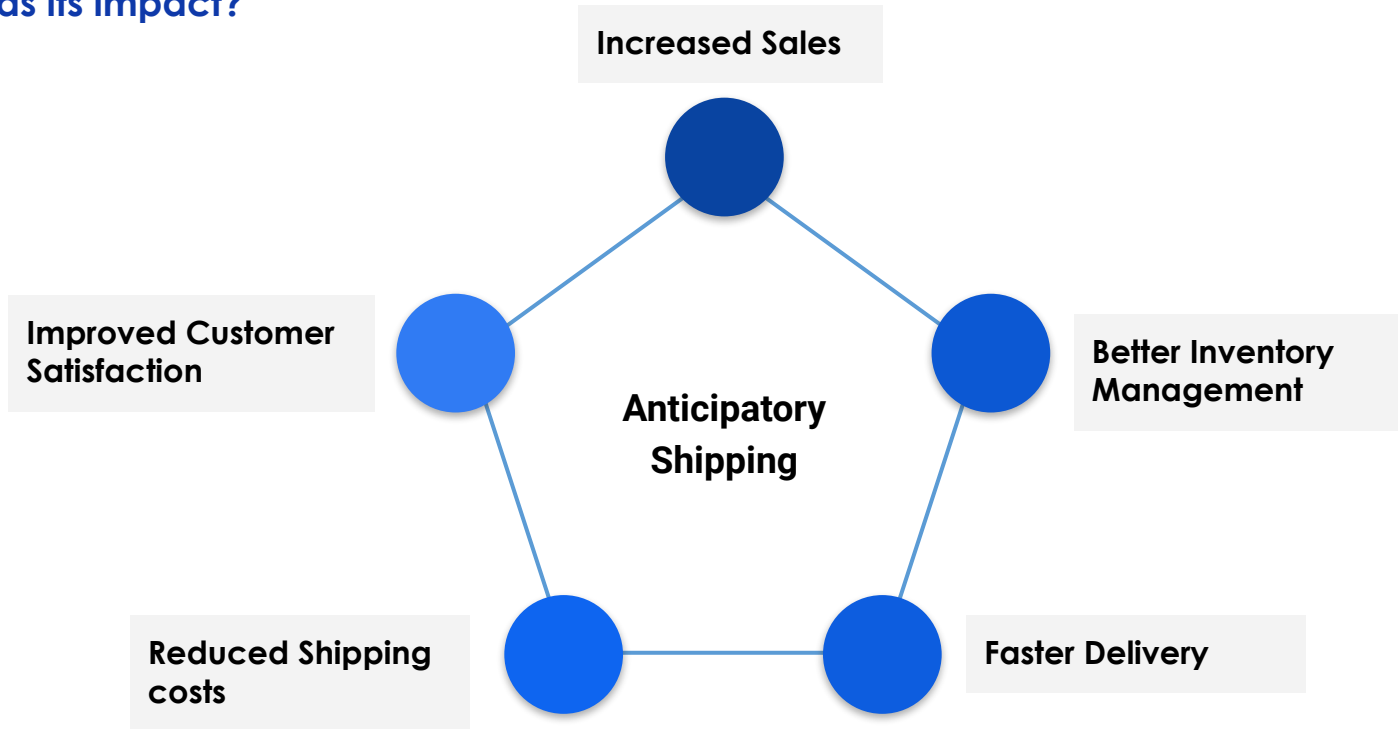 as its impact?
Increased Sales
Improved Customer
Satisfaction
Better Inventory
Management
Anticipatory
Shipping
Reduced Shipping
costs
Faster Delivery